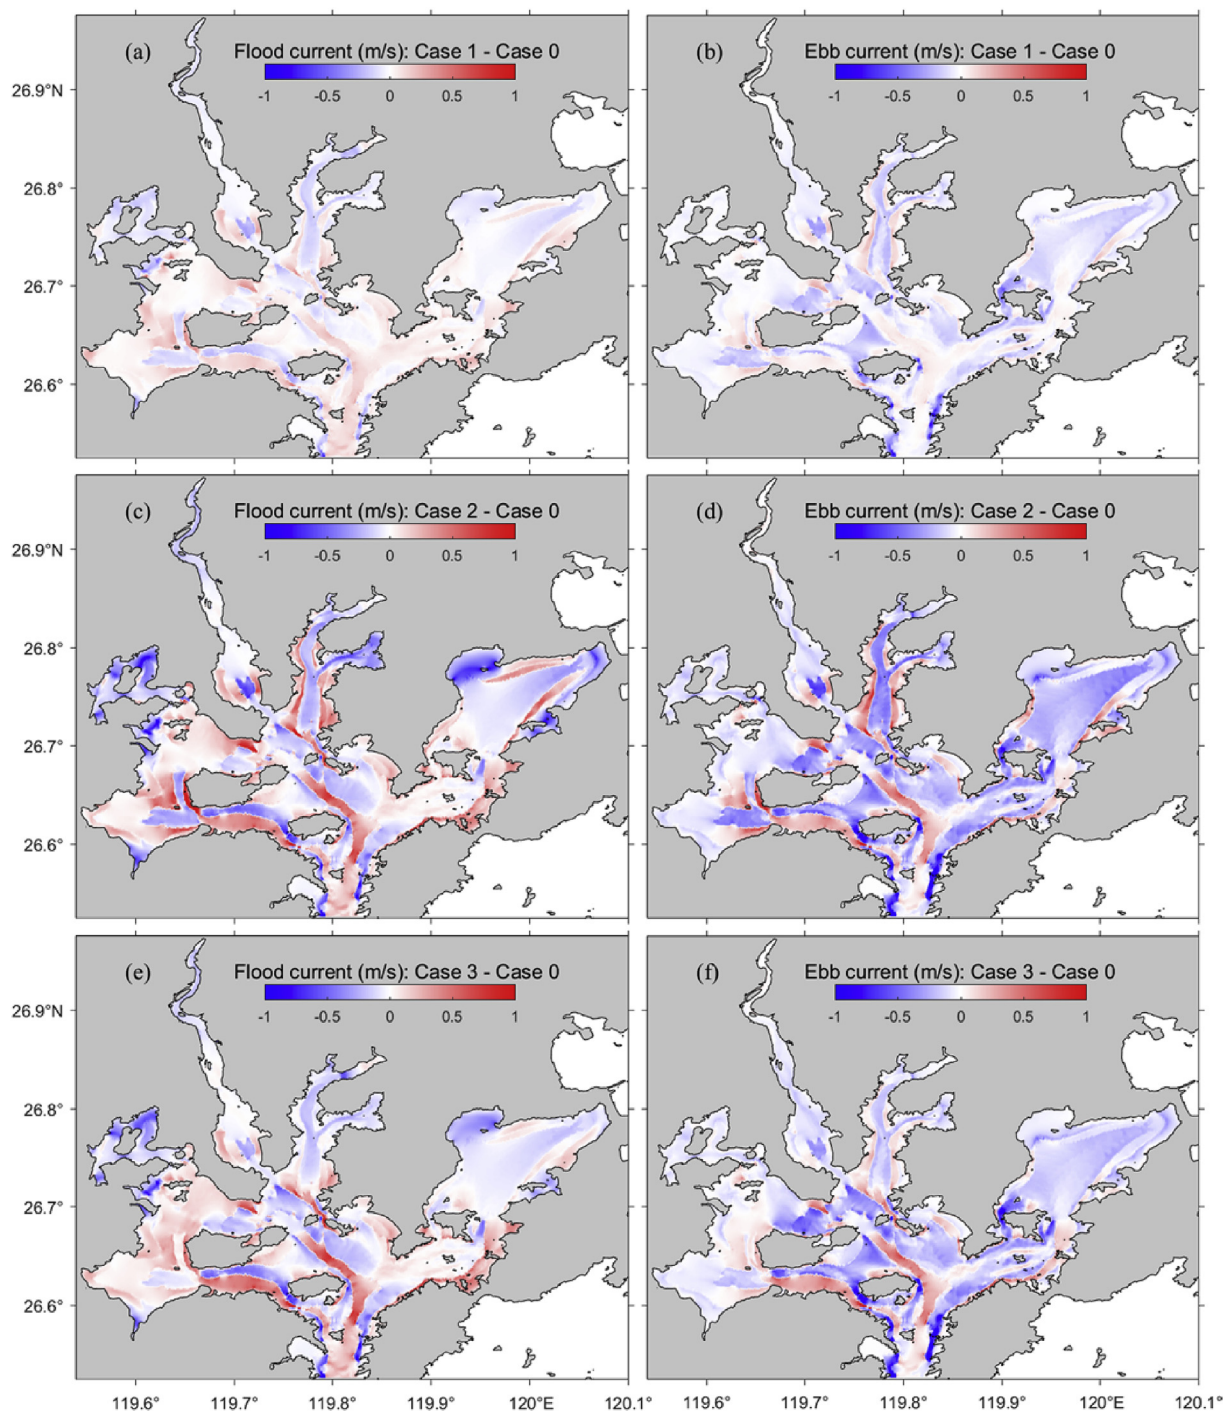 (a) Flood current (m/s): Case 1 - Case 0
-1 -0.5 0 0.5 1
(b) Ebb current (m/s): Case 1 - Case 0
-1 -0.5 0 0.5 1
26.9°N
26.8°
26.7°
26.6°
(c) Flood current (m/s): Case 2 - Case 0
-1 -0.5 0 0.5 1
(d) Ebb current (m/s): Case 2 - Case 0
-1 -0.5 0 0.5 1
26.9°N
26.8°
26.7°
26.6°
(e) Flood current (m/s): Case 3 - Case 0
-1 -0.5 0 0.5 1
(f) Ebb current (m/s): Case 3 - Case 0
-1 -0.5 0 0.5 1
26.9°N
26.8°
26.7°
26.6°
119.6° 119.7° 119.8° 119.9° 120°E 120.1° 119.6° 119.7° 119.8° 119.9° 120°E 120.1°